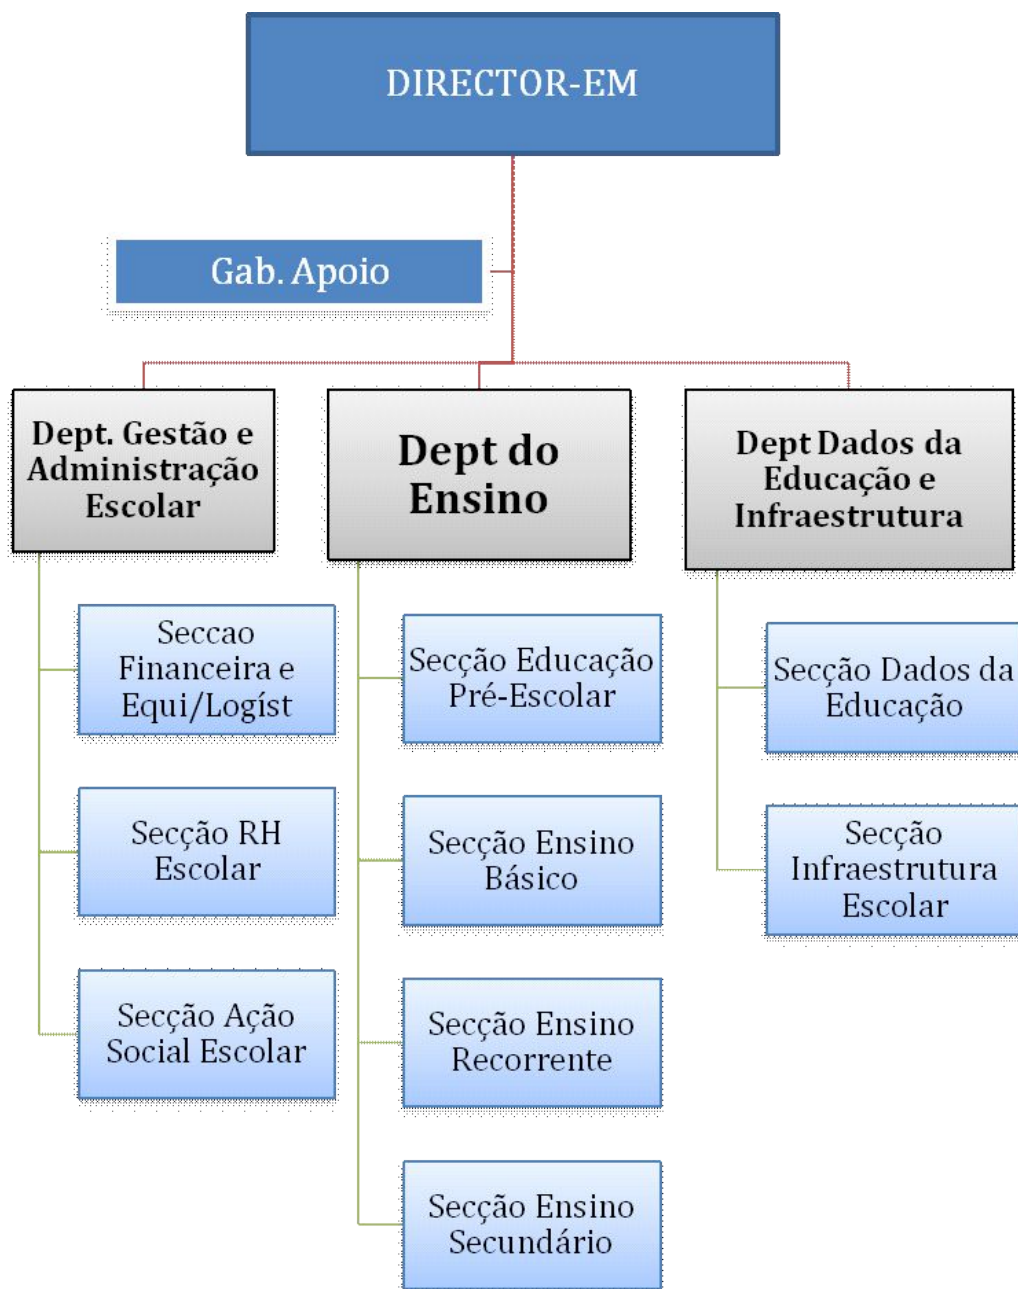 DIRECTOR-EM
Gab. Apoio
Dept. Gestão e
Administração
Escolar
Seccao
Financeira e
Equi/Logíst
Secção RH
Escolar
Secção Ação
Social Escolar
Dept do
Ensino
Secção Educação
Pré-Escolar
Secção Ensino
Básico
Secção Ensino
Recorrente
Secção Ensino
Secundário
Dept Dados da
Educação e
Infraestrutura
Secção Dados da
Educação
Secção
Infraestrutura
Escolar